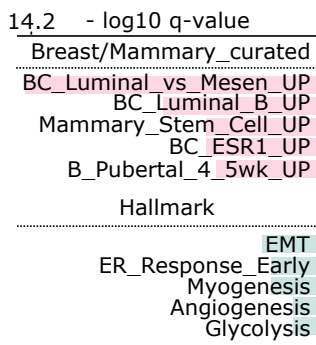 14.2 - log10 q-value
Breast/Mammary_curated
BC_Luminal_vs_Mesen_UP
BC_Luminal_B_UP
Mammary_Stem_Cell_UP
BC_ESR1_UP
B_Pubertal_4_5wk_UP
Hallmark
EMT
ER_Response_Early
Myogenesis
Angiogenesis
Glycolysis